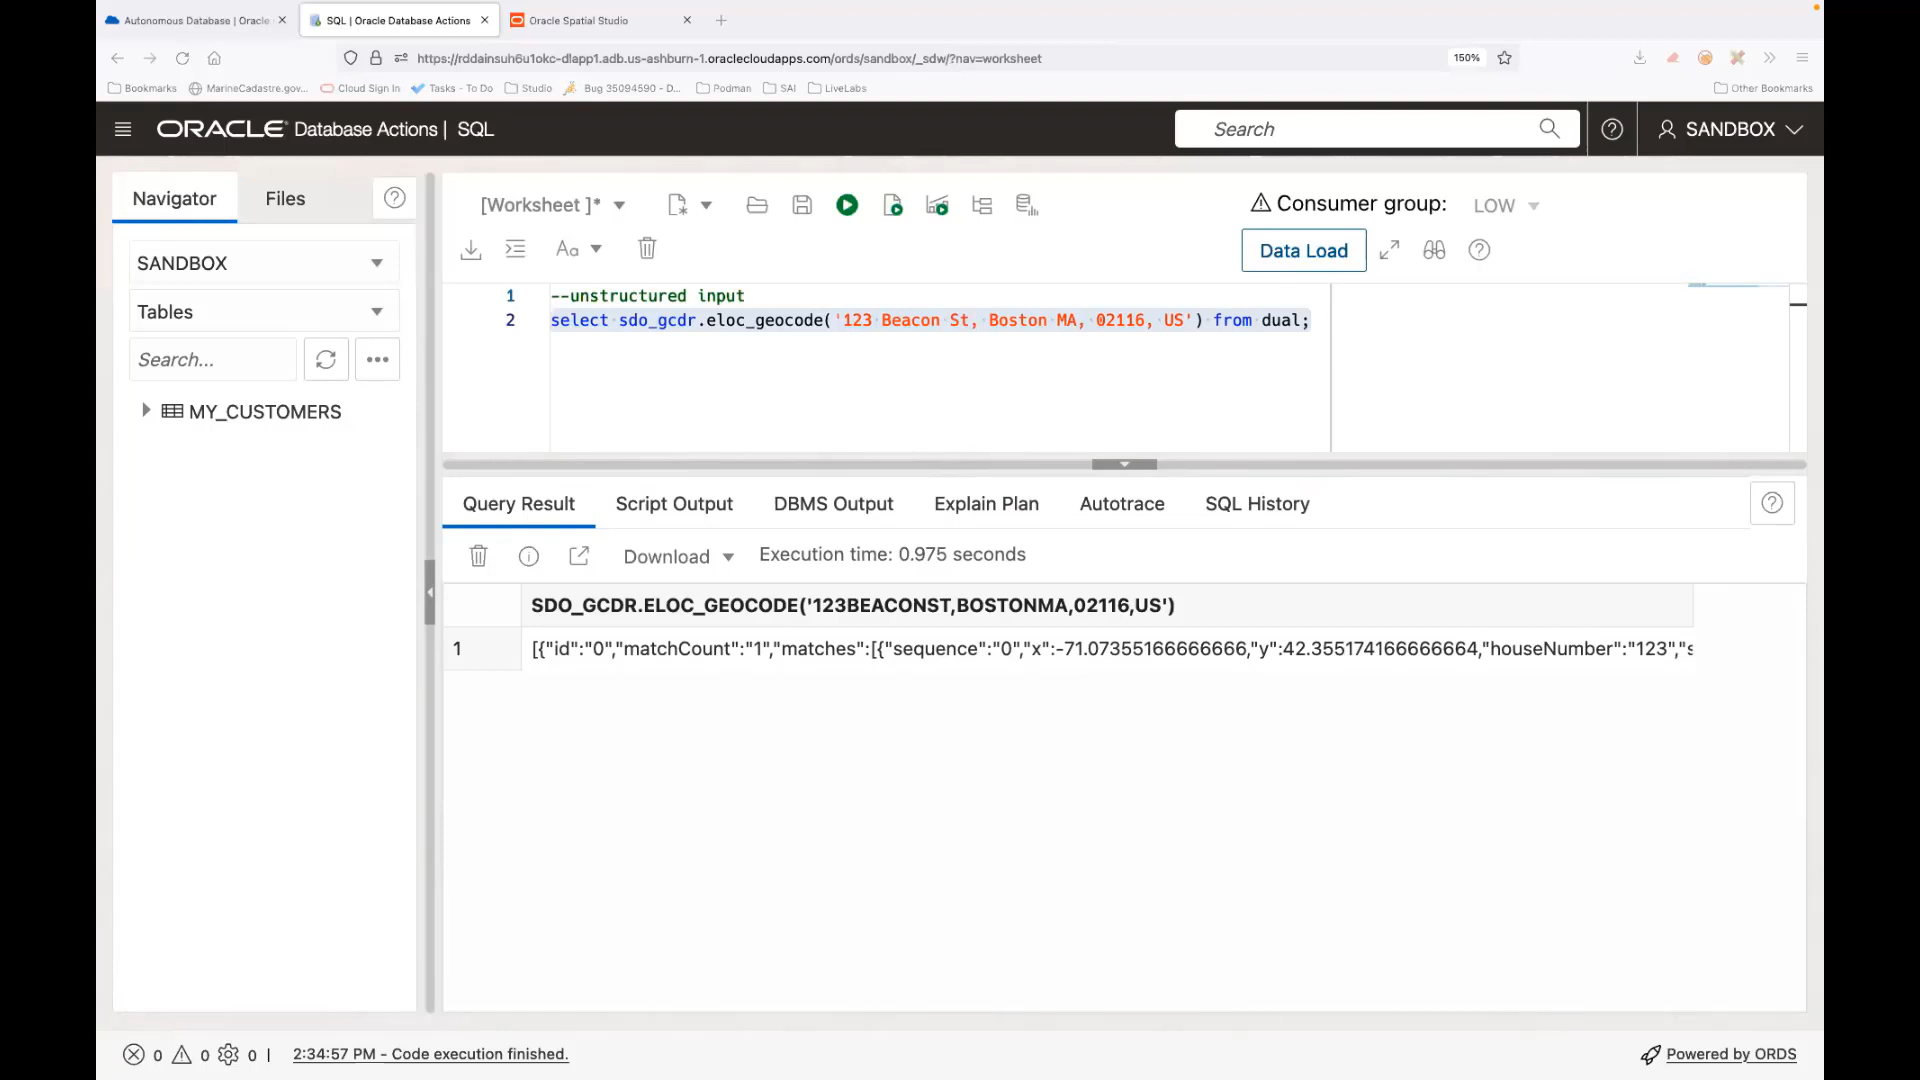 Autonomous Database | Oracle
SQL | Oracle Database Actions
Oracle Spatial Studio
https://rddainsuh6u1okc-dlapp1.adb.us-ashburn-1.oraclecloudapps.com/ords/sandbox/_sdw/?nav=worksheet
150%
Bookmarks
MarineCadastre.gov...
Cloud Sign In
Tasks - To Do
Studio
Bug 35094590 - D...
Podman
SAI
LiveLabs
Other Bookmarks
ORACLE Database Actions | SQL
Search
SANDBOX
Navigator
Files
[Worksheet ]*
Consumer group:
LOW
Aa
Data Load
SANDBOX
Tables
Search...
MY_CUSTOMERS
1 --unstructured input
2 select sdo_gcdr.eloc_geocode('123 Beacon St, Boston MA, 02116, US') from dual;
Query Result
Script Output
DBMS Output
Explain Plan
Autotrace
SQL History
Download
Execution time: 0.975 seconds
SDO_GCDR.ELOC_GEOCODE('123BEACONST,BOSTONMA,02116,US')
1 [{"id":"0","matchCount":"1","matches":[{"sequence":"0","x":-71.07355166666666,"y":42.355174166666664,"houseNumber":"123","s
0 0 0 | 2:34:57 PM - Code execution finished.
Powered by ORDS